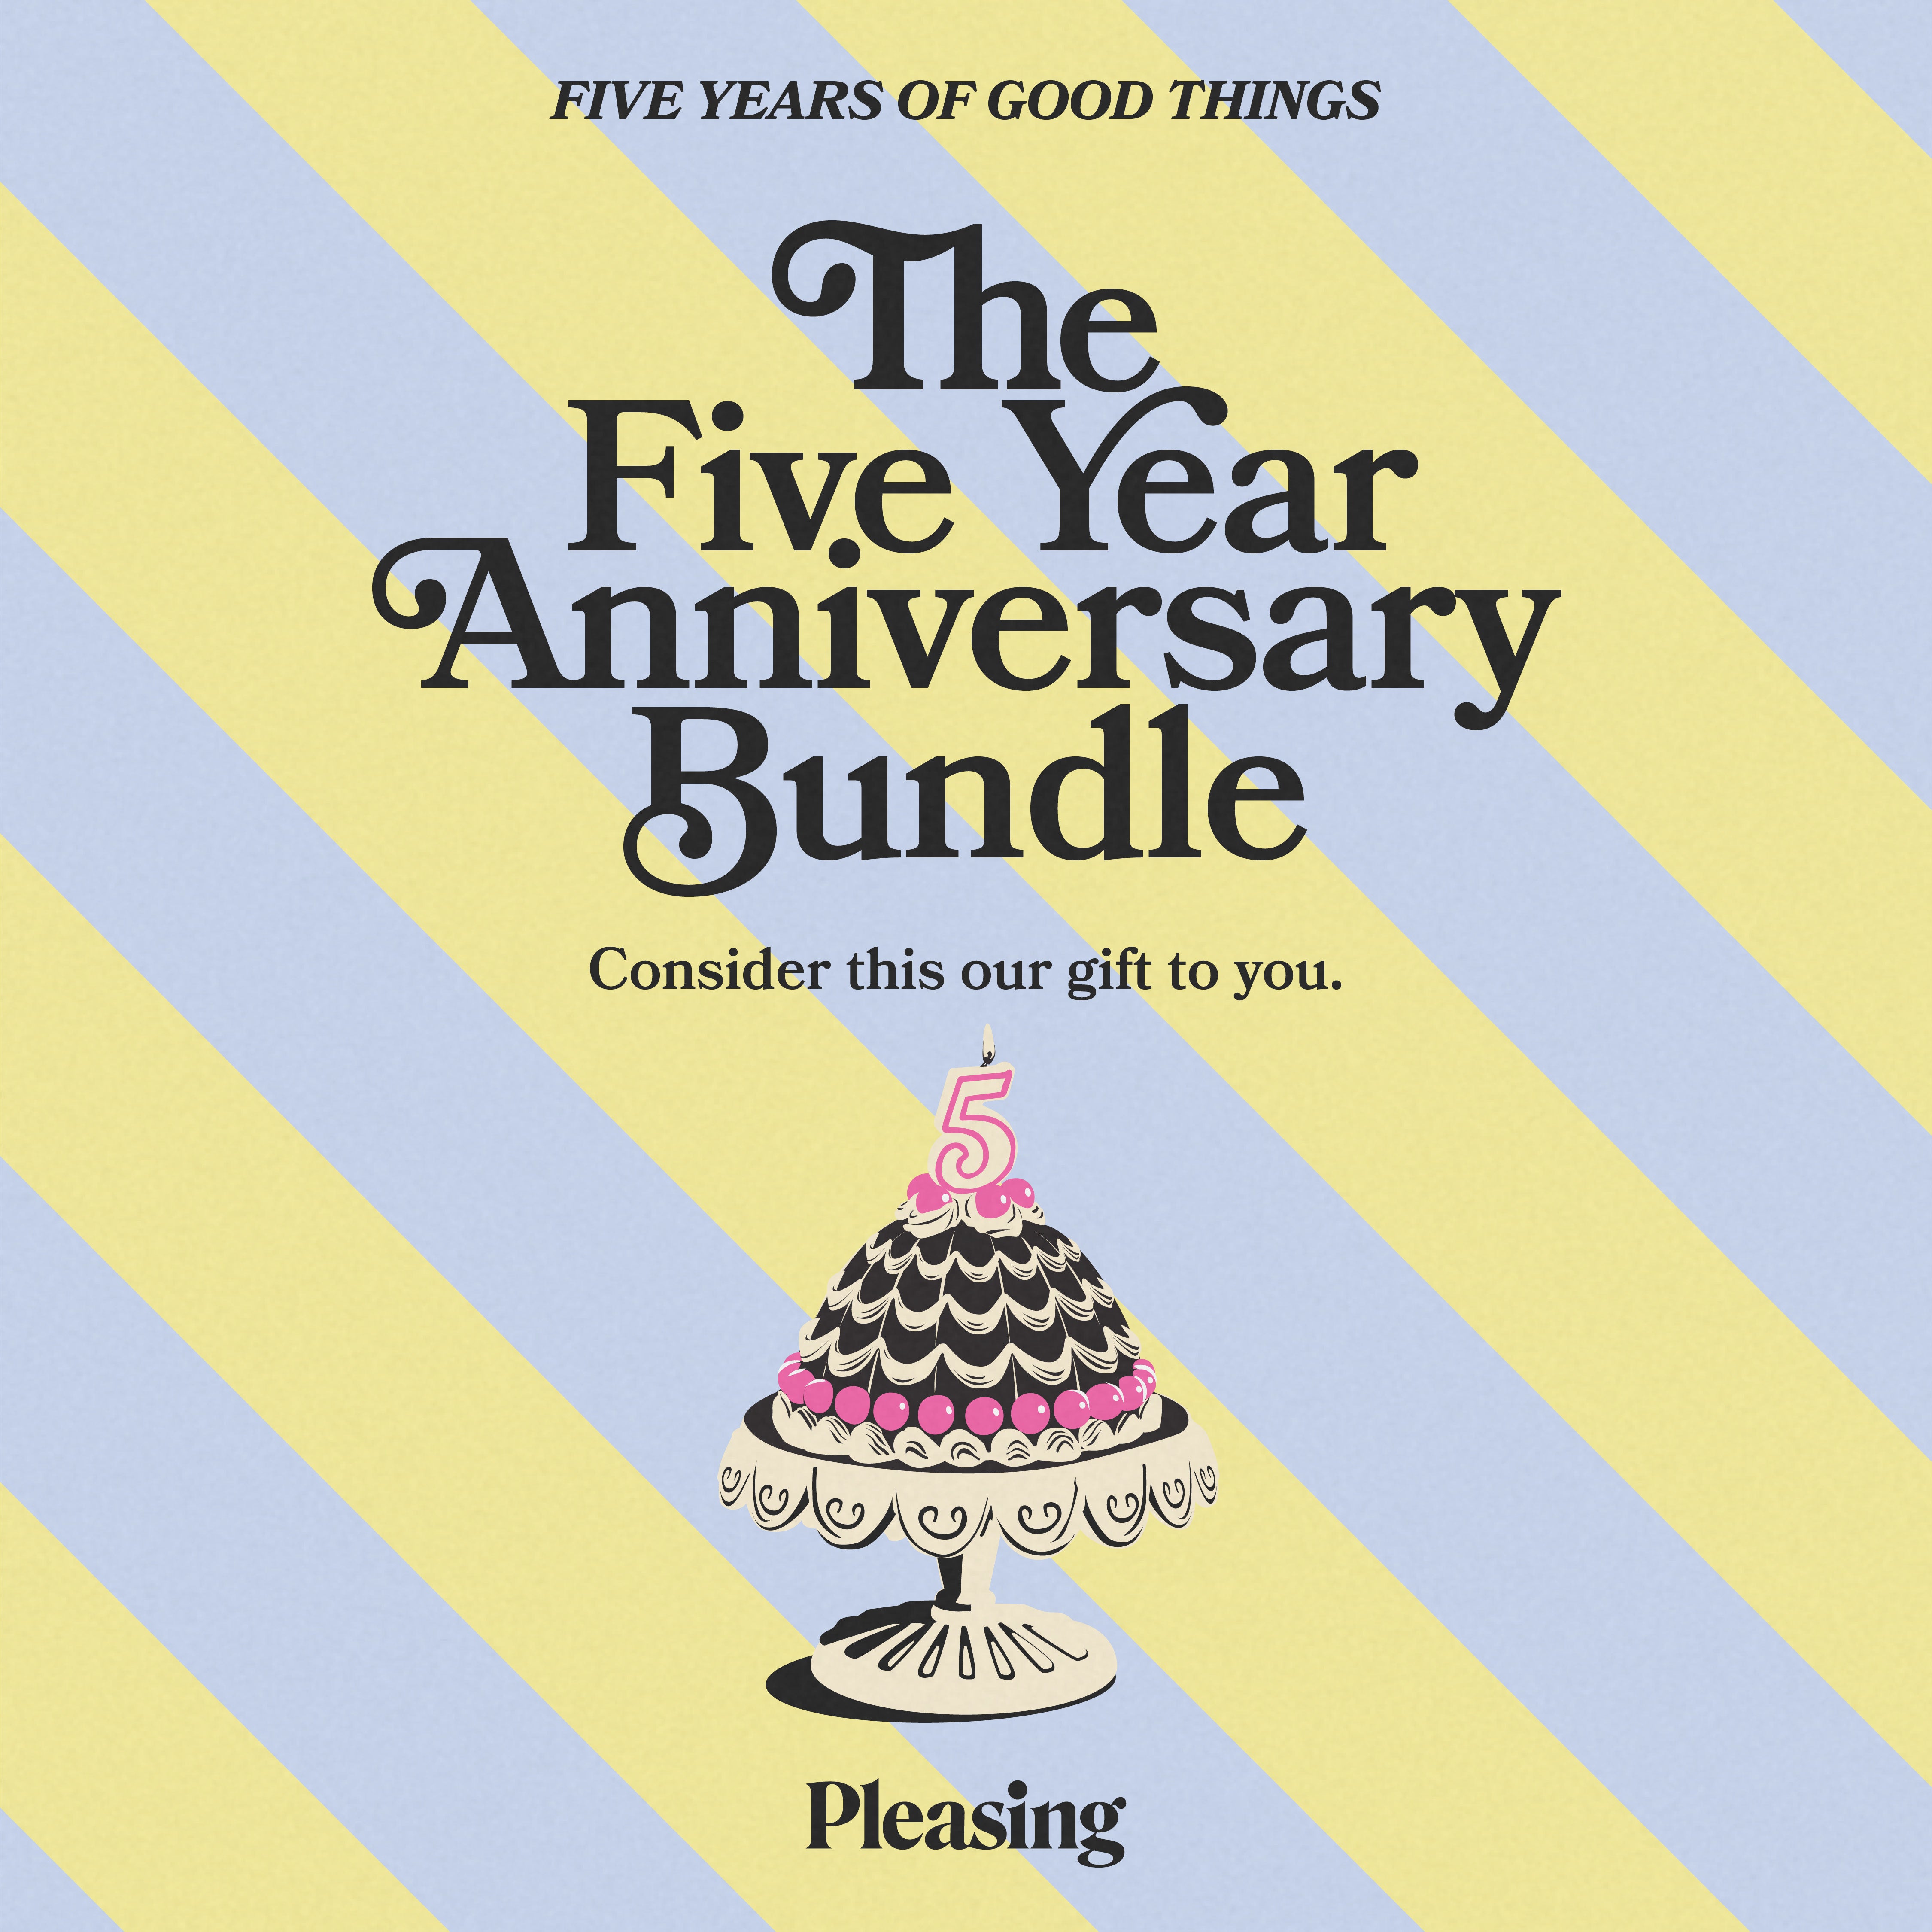 FIVE YEARS OF GOOD THINGS
The
Five Year
Anniversary
Bundle
Consider this our gift to you.
5
Pleasing